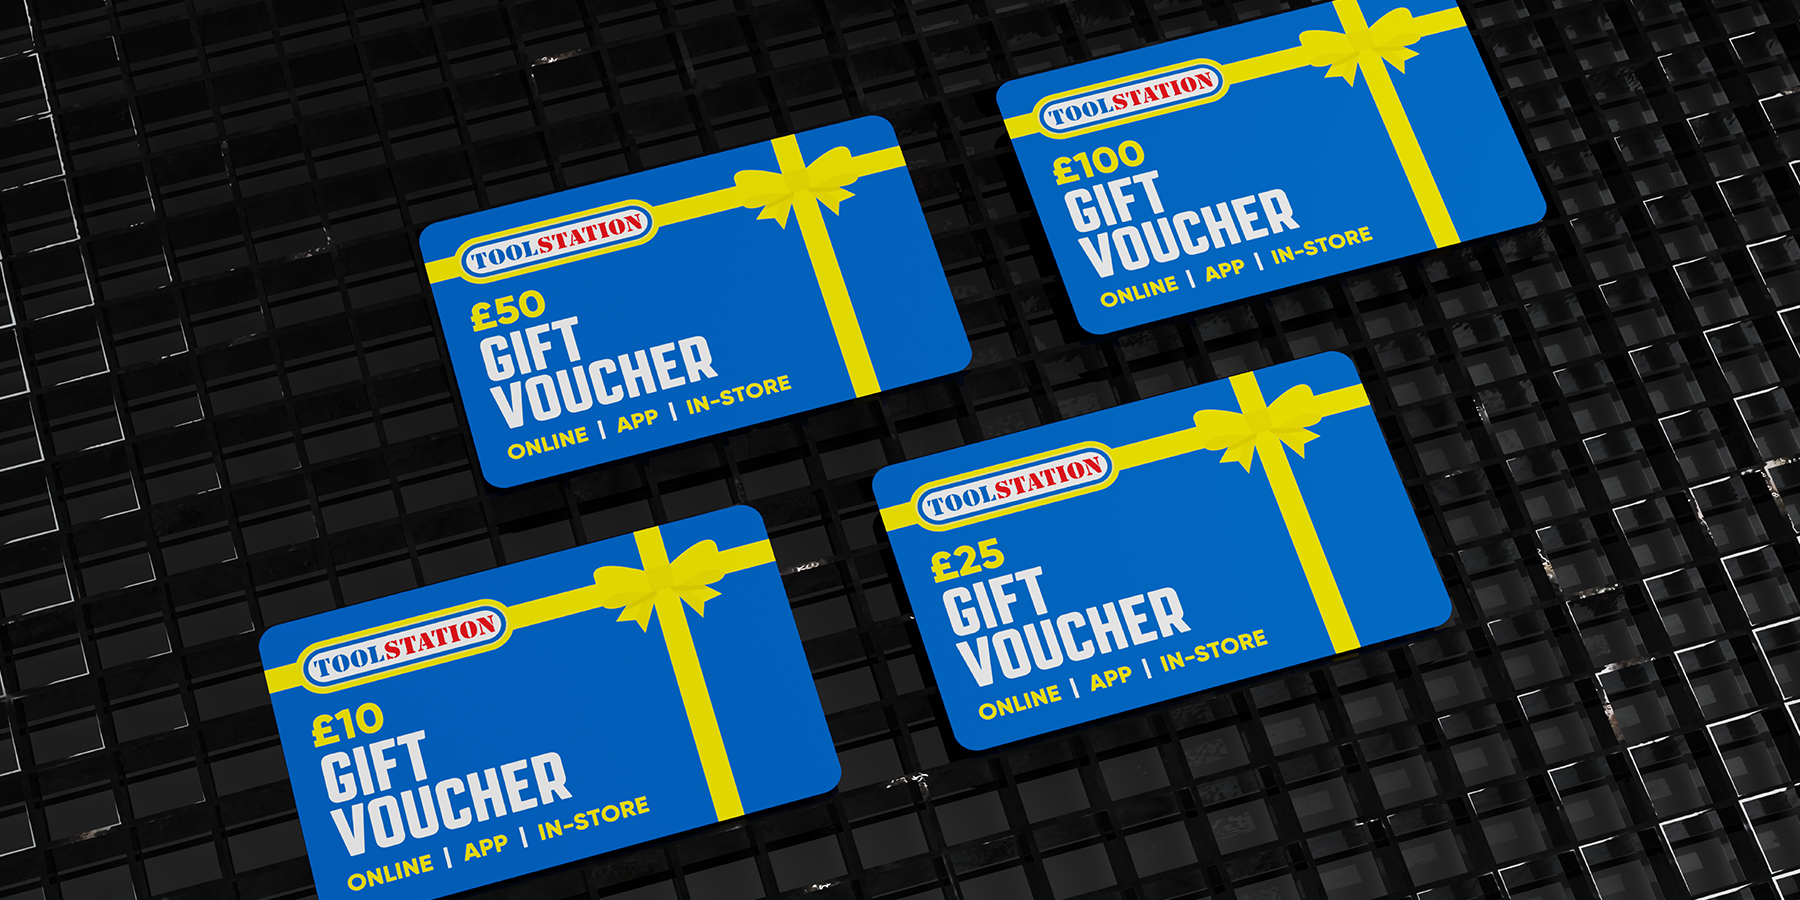 TOOLSTATION
£50
GIFT
VOUCHER
ONLINE | APP | IN-STORE
TOOLSTATION
£100
GIFT
VOUCHER
ONLINE | APP | IN-STORE
TOOLSTATION
£10
GIFT
VOUCHER
ONLINE | APP | IN-STORE
TOOLSTATION
£25
GIFT
VOUCHER
ONLINE | APP | IN-STORE